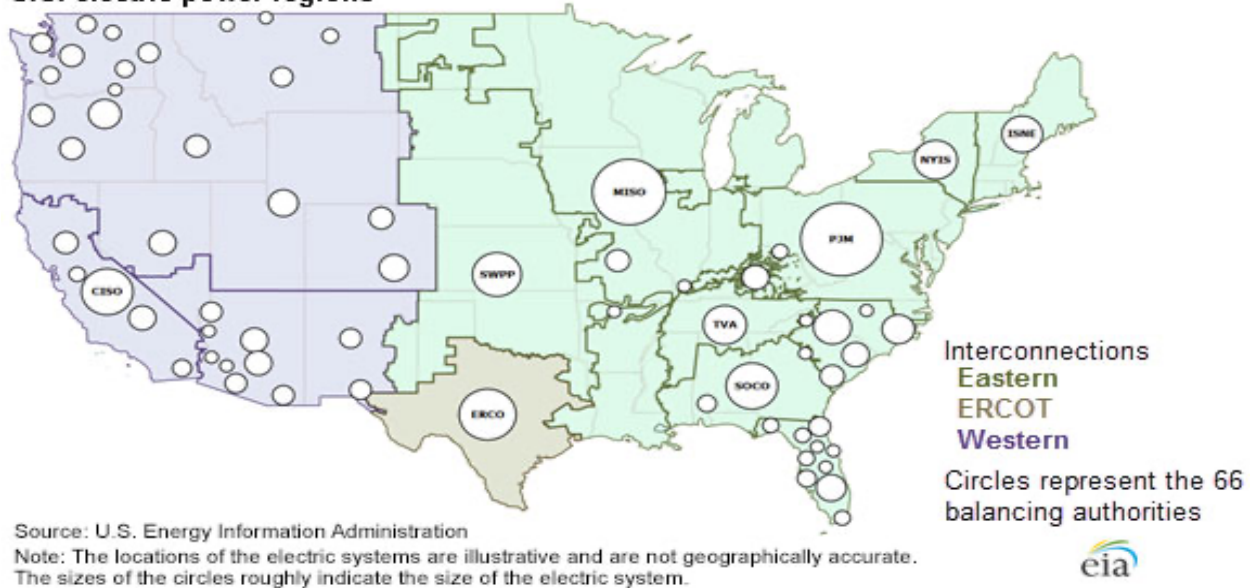 U.S. electric power regions
ISNE
NYIS
MISO
PJM
SWPP
CISO
TVA
SOCO
ERCO
Interconnections
Eastern
ERCOT
Western
Circles represent the 66
balancing authorities
Source: U.S. Energy Information Administration
Note: The locations of the electric systems are illustrative and are not geographically accurate.
The sizes of the circles roughly indicate the size of the electric system.
eia